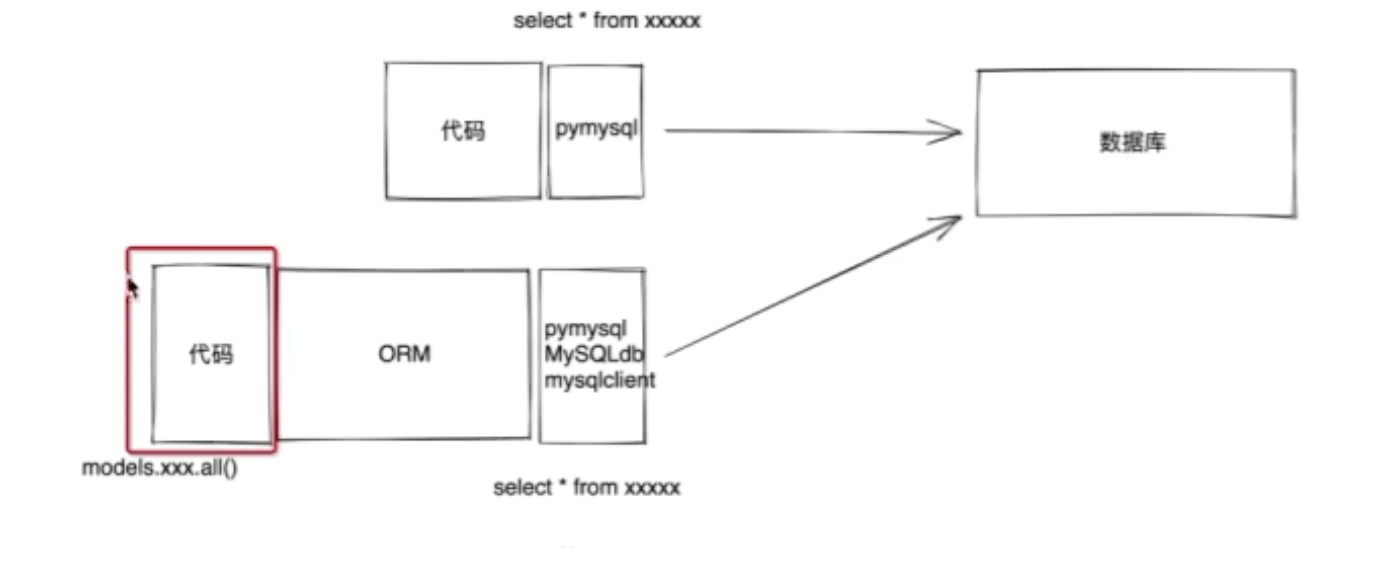 select * from xxxxx
代码
pymysql
数据库
代码
ORM
pymysql
MySQLdb
mysqlclient
models.xxx.all()
select * from xxxxx